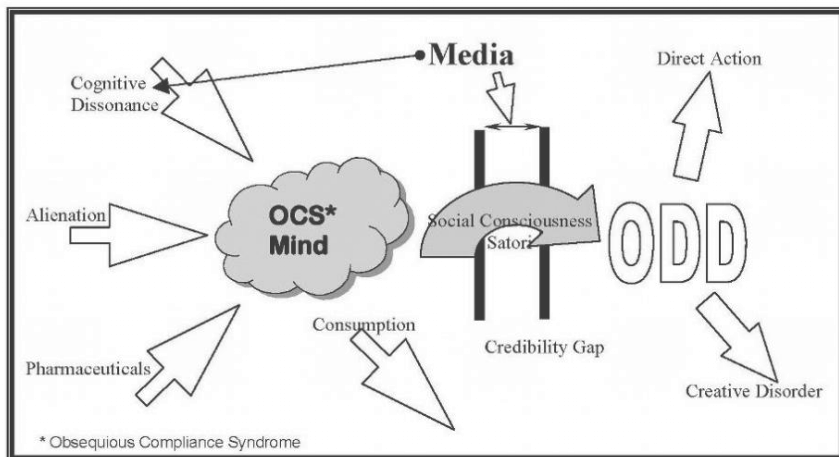 Media
Direct Action
Cognitive
Dissonance
Alienation
OCS*
Mind
Social Consciousness
Satori
ODD
Consumption
Credibility Gap
Pharmaceuticals
Creative Disorder
* Obsequious Compliance Syndrome